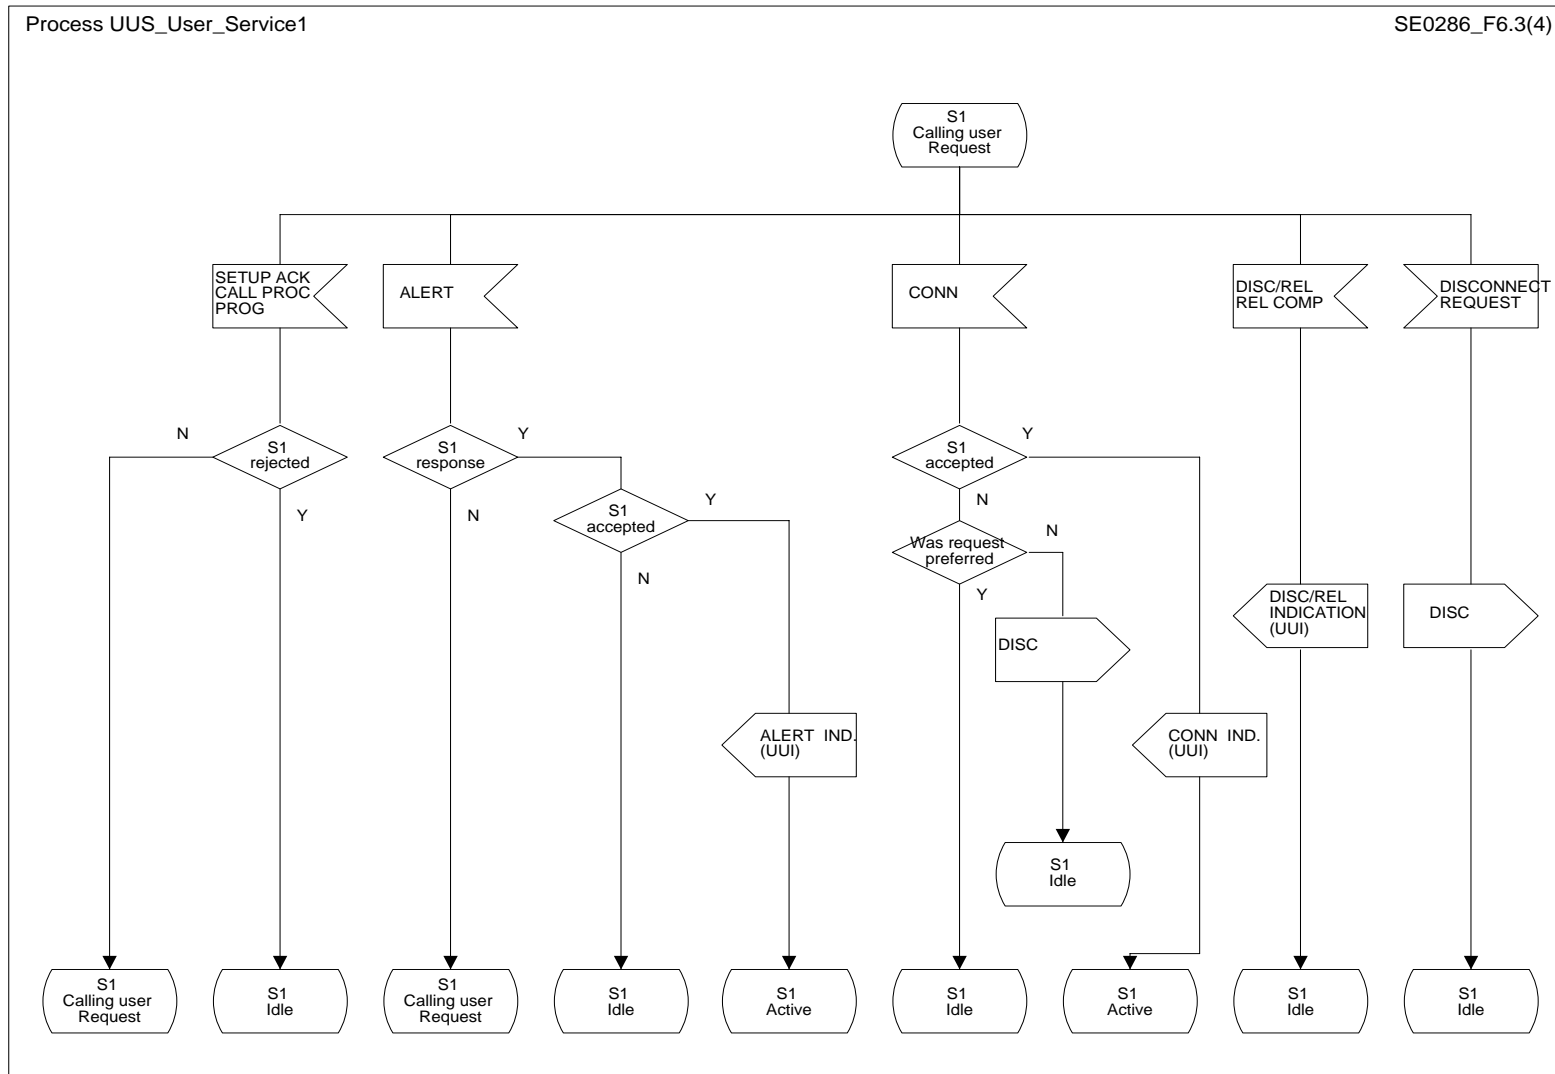 Process UUS_User_Service1
SE0286_F6.3(4)
S1
Calling user
Request
SETUP ACK
CALL PROC
PROG
ALERT
CONN
DISC/REL
REL COMP
DISCONNECT
REQUEST
N
S1
rejected
Y
S1
response
Y
N
S1
accepted
Y
N
S1
accepted
Y
N
Was request
preferred
N
Y
DISC
DISC/REL
INDICATION
(UUI)
DISC
ALERT IND.
(UUI)
CONN IND.
(UUI)
S1
Idle
S1
Calling user
Request
S1
Idle
S1
Calling user
Request
S1
Idle
S1
Active
S1
Idle
S1
Active
S1
Idle
S1
Idle